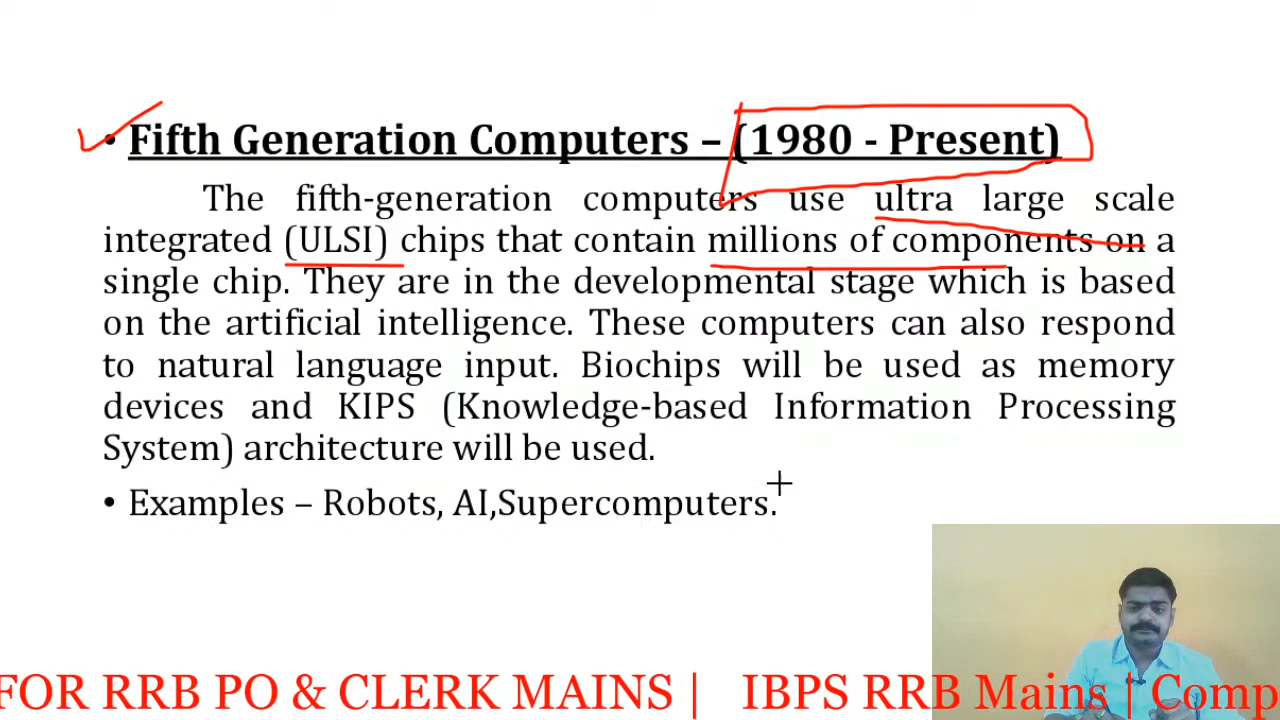 • Fifth Generation Computers – (1980 - Present)
The fifth-generation computers use ultra large scale
integrated (ULSI) chips that contain millions of components on a
single chip. They are in the developmental stage which is based
on the artificial intelligence. These computers can also respond
to natural language input. Biochips will be used as memory
devices and KIPS (Knowledge-based Information Processing
System) architecture will be used.
• Examples – Robots, AI,Supercomputers.
FOR RRB PO & CLERK MAINS | IBPS RRB Mains | Comp